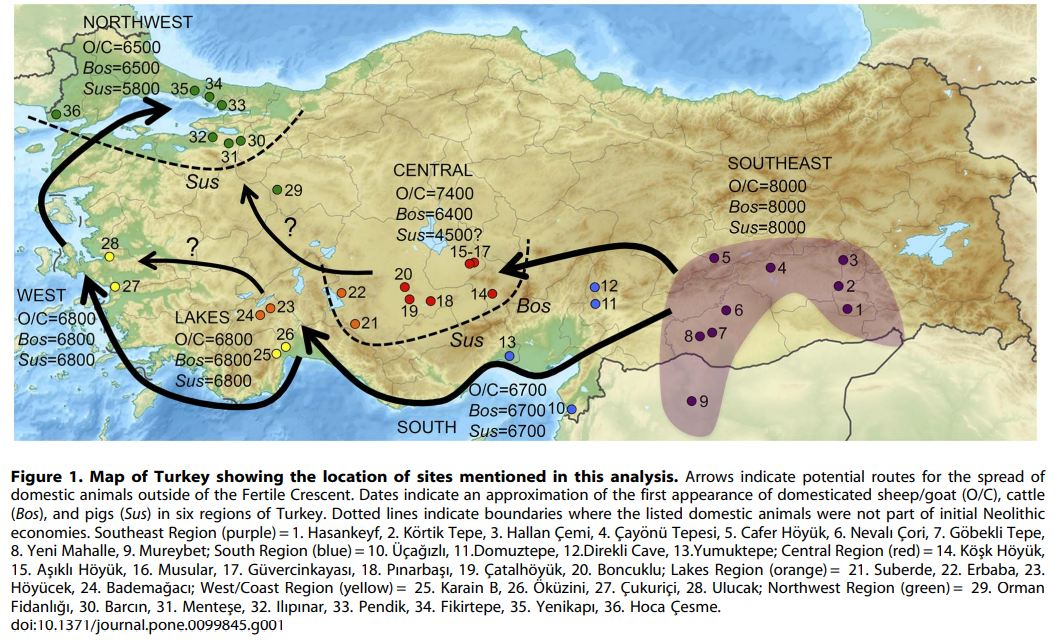 NORTHWEST
O/C=6500
Bos=6500
Sus=5800
35
34
33
36
32
30
31
Sus
29
?
?
CENTRAL
O/C=7400
Bos=6400
Sus=4500?
15-17
20
19
18
14
22
21
Sus
Bos
SOUTHEAST
O/C=8000
Bos=8000
Sus=8000
5
4
3
2
1
6
8
7
9
12
11
13
10
28
27
WEST
O/C=6800
Bos=6800
Sus=6800
LAKES
O/C=6800
Bos=6800
Sus=6800
24
23
26
25
SOUTH
O/C=6700
Bos=6700
Sus=6700
Figure 1. Map of Turkey showing the location of sites mentioned in this analysis. Arrows indicate potential routes for the spread of
domestic animals outside of the Fertile Crescent. Dates indicate an approximation of the first appearance of domesticated sheep/goat (O/C), cattle
(Bos), and pigs (Sus) in six regions of Turkey. Dotted lines indicate boundaries where the listed domestic animals were not part of initial Neolithic
economies. Southeast Region (purple) = 1. Hasankeyf, 2. Körtik Tepe, 3. Hallan Çemi, 4. Çayönü Tepesi, 5. Cafer Höyük, 6. Nevalı Çori, 7. Göbekli Tepe,
8. Yeni Mahalle, 9. Mureybet; South Region (blue) = 10. Üçağızlı, 11.Domuztepe, 12.Direkli Cave, 13.Yumuktepe; Central Region (red) = 14. Köşk Höyük,
15. Aşıklı Höyük, 16. Musular, 17. Güvercinkayası, 18. Pınarbaşı, 19. Çatalhöyük, 20. Boncuklu; Lakes Region (orange) = 21. Suberde, 22. Erbaba, 23.
Höyücek, 24. Bademağacı; West/Coast Region (yellow) = 25. Karain B, 26. Öküzini, 27. Çukuriçi, 28. Ulucak; Northwest Region (green) = 29. Orman
Fidanlığı, 30. Barcın, 31. Menteşe, 32. Ilıpınar, 33. Pendik, 34. Fikirtepe, 35. Yenikapı, 36. Hoca Çesme.
doi:10.1371/journal.pone.0099845.g001